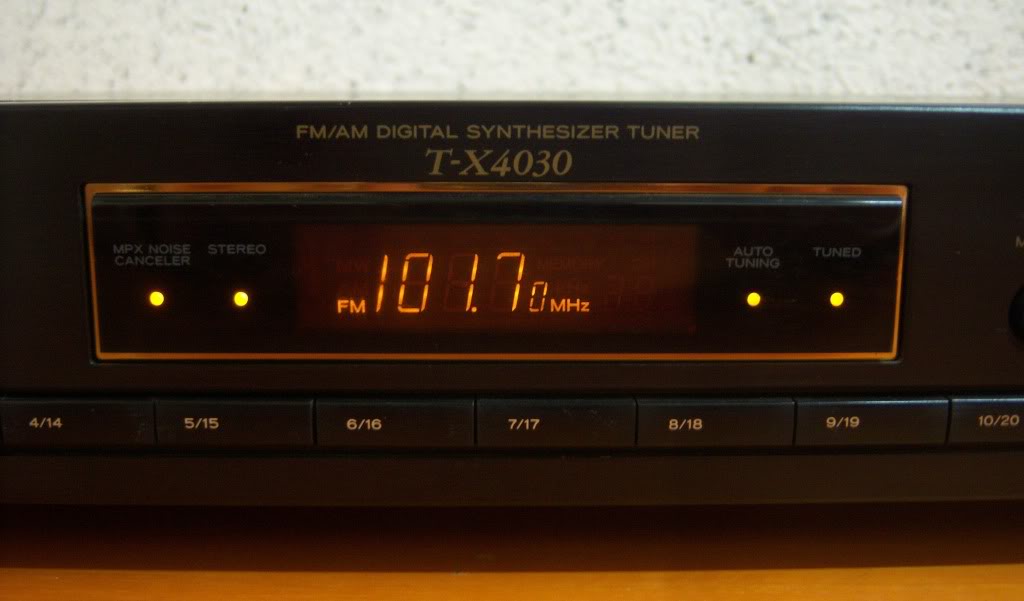 FM/AM DIGITAL SYNTHESIZER TUNER
T-X4030
MPX NOISE
CANCELER
STEREO
FM 101.70 MHz
AUTO
TUNING
TUNED
M
4/14
5/15
6/16
7/17
8/18
9/19
10/20